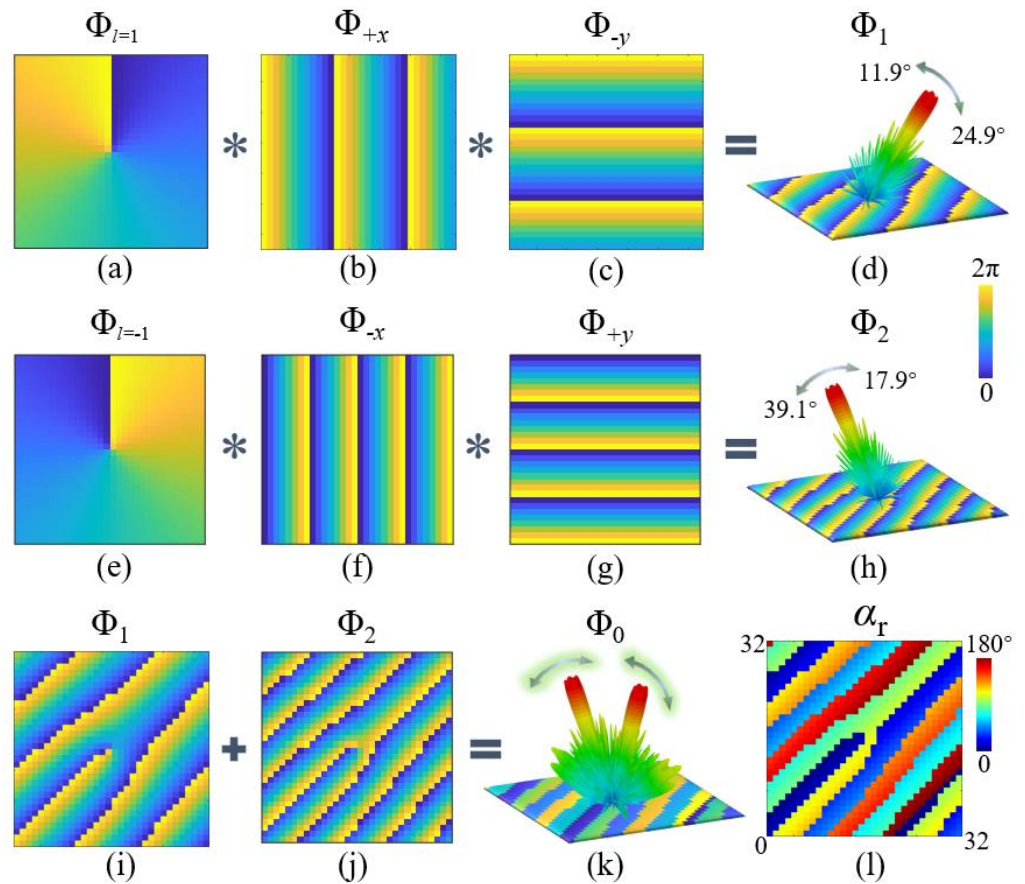 Φl=1 * Φ+x * Φ-y = Φ1
11.9°
24.9°
(a) (b) (c) (d)
2π
0
Φl=-1 * Φ-x * Φ+y = Φ2
17.9°
39.1°
(e) (f) (g) (h)
Φ1 + Φ2 = Φ0 αr
32 180°
0
0 32
(i) (j) (k) (l)